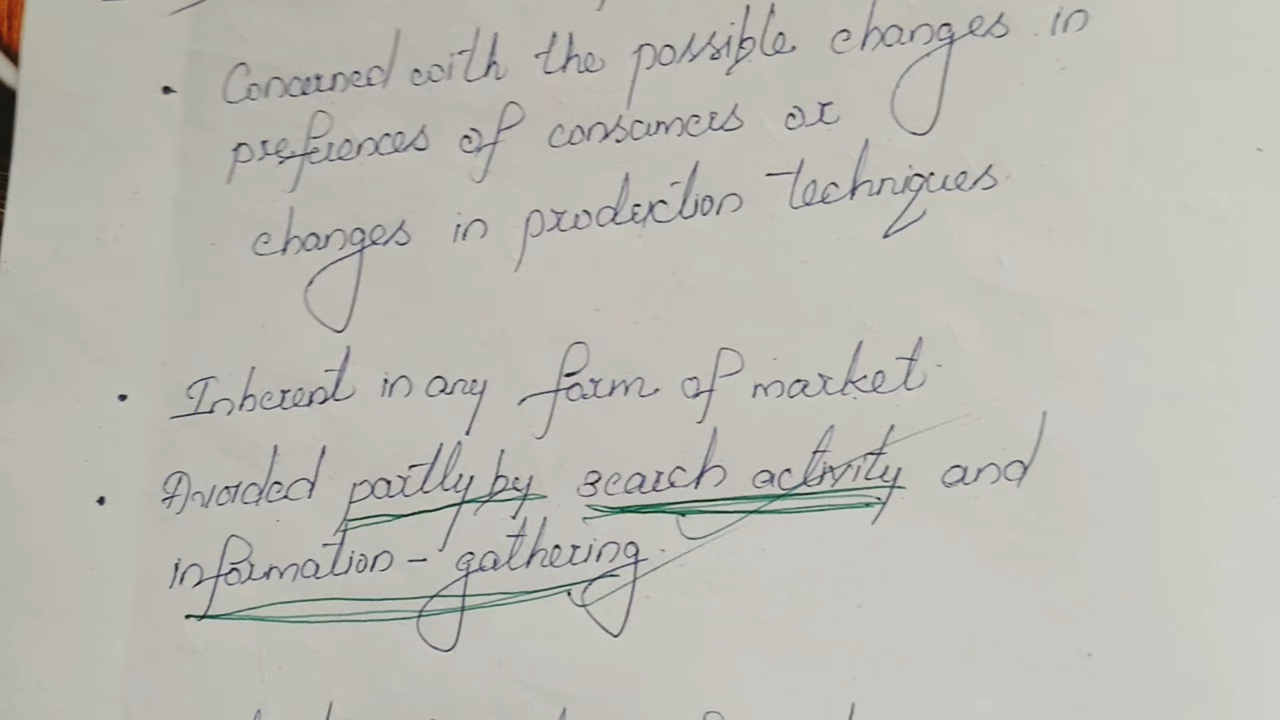 • Concerned with the possible changes in
preferences of consumers or
changes in production techniques.
• Inherent in any form of market.
• Avoided partly by search activity and
information - gathering.